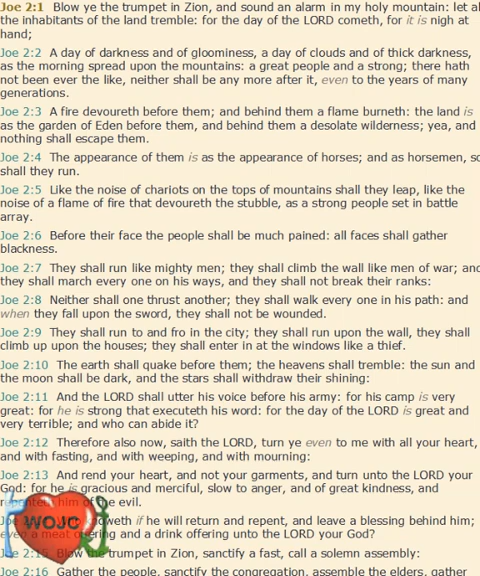 Joe 2:1 Blow ye the trumpet in Zion, and sound an alarm in my holy mountain: let al
the inhabitants of the land tremble: for the day of the LORD cometh, for it is nigh at
hand;
Joe 2:2 A day of darkness and of gloominess, a day of clouds and of thick darkness,
as the morning spread upon the mountains: a great people and a strong; there hath
not been ever the like, neither shall be any more after it, even to the years of many
generations.
Joe 2:3 A fire devoureth before them; and behind them a flame burneth: the land is
as the garden of Eden before them, and behind them a desolate wilderness; yea, and
nothing shall escape them.
Joe 2:4 The appearance of them is as the appearance of horses; and as horsemen, so
shall they run.
Joe 2:5 Like the noise of chariots on the tops of mountains shall they leap, like the
noise of a flame of fire that devoureth the stubble, as a strong people set in battle
array.
Joe 2:6 Before their face the people shall be much pained: all faces shall gather
blackness.
Joe 2:7 They shall run like mighty men; they shall climb the wall like men of war; and
they shall march every one on his ways, and they shall not break their ranks:
Joe 2:8 Neither shall one thrust another; they shall walk every one in his path: and
when they fall upon the sword, they shall not be wounded.
Joe 2:9 They shall run to and fro in the city; they shall run upon the wall, they shall
climb up upon the houses; they shall enter in at the windows like a thief.
Joe 2:10 The earth shall quake before them; the heavens shall tremble: the sun and
the moon shall be dark, and the stars shall withdraw their shining:
Joe 2:11 And the LORD shall utter his voice before his army: for his camp is very
great: for he is strong that executeth his word: for the day of the LORD is great and
very terrible; and who can abide it?
Joe 2:12 Therefore also now, saith the LORD, turn ye even to me with all your heart,
and with fasting, and with weeping, and with mourning:
Joe 2:13 And rend your heart, and not your garments, and turn unto the LORD your
God: for he is gracious and merciful, slow to anger, and of great kindness, and
him of the evil.
if he will return and repent, and leave a blessing behind him;
even a meat offering and a drink offering unto the LORD your God?
Joe 2:15 Blow the trumpet in Zion, sanctify a fast, call a solemn assembly:
Joe 2:16 Gather the people, sanctify the congregation, assemble the elders, gather
WOJC